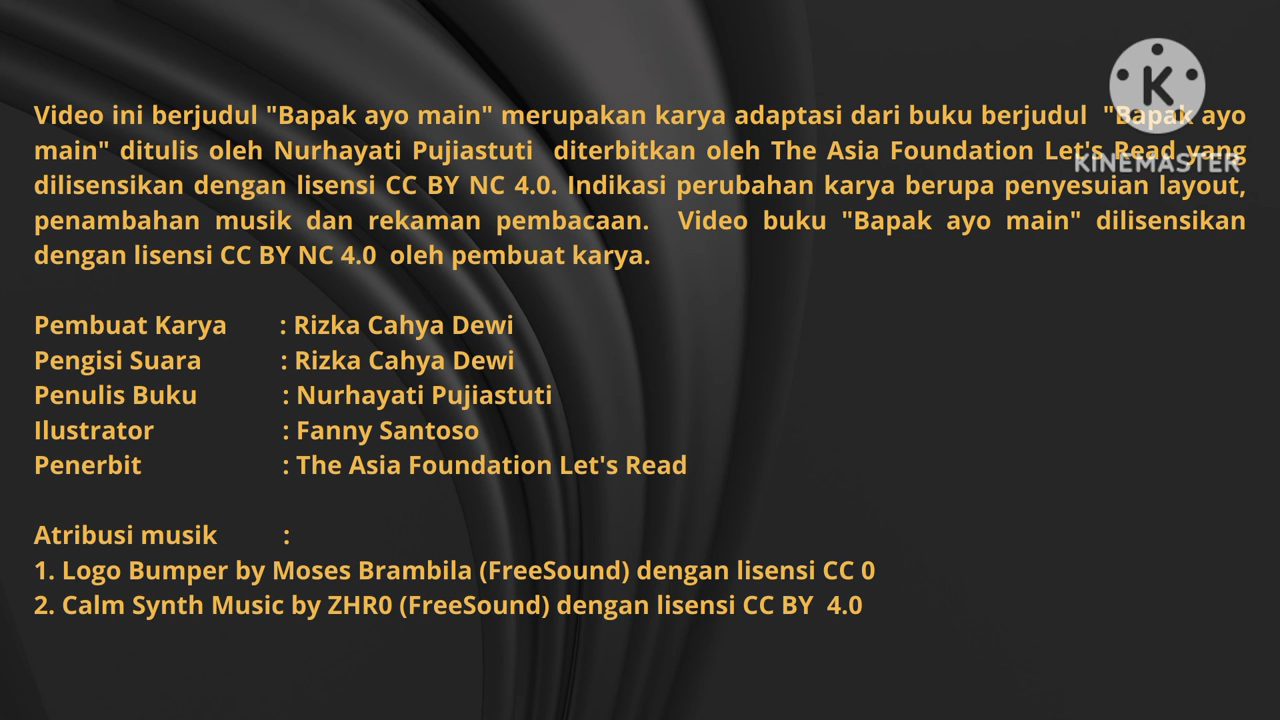 Video ini berjudul "Bapak ayo main" merupakan karya adaptasi dari buku berjudul "Bapak ayo
main" ditulis oleh Nurhayati Pujiastuti diterbitkan oleh The Asia Foundation Let's Read yang
dilisensikan dengan lisensi CC BY NC 4.0. Indikasi perubahan karya berupa penyesuian layout,
penambahan musik dan rekaman pembacaan. Video buku "Bapak ayo main" dilisensikan
dengan lisensi CC BY NC 4.0 oleh pembuat karya.
Pembuat Karya : Rizka Cahya Dewi
Pengisi Suara : Rizka Cahya Dewi
Penulis Buku : Nurhayati Pujiastuti
Ilustrator : Fanny Santoso
Penerbit : The Asia Foundation Let's Read
Atribusi musik :
1. Logo Bumper by Moses Brambila (FreeSound) dengan lisensi CC 0
2. Calm Synth Music by ZHR0 (FreeSound) dengan lisensi CC BY 4.0
K
KINEMASTER